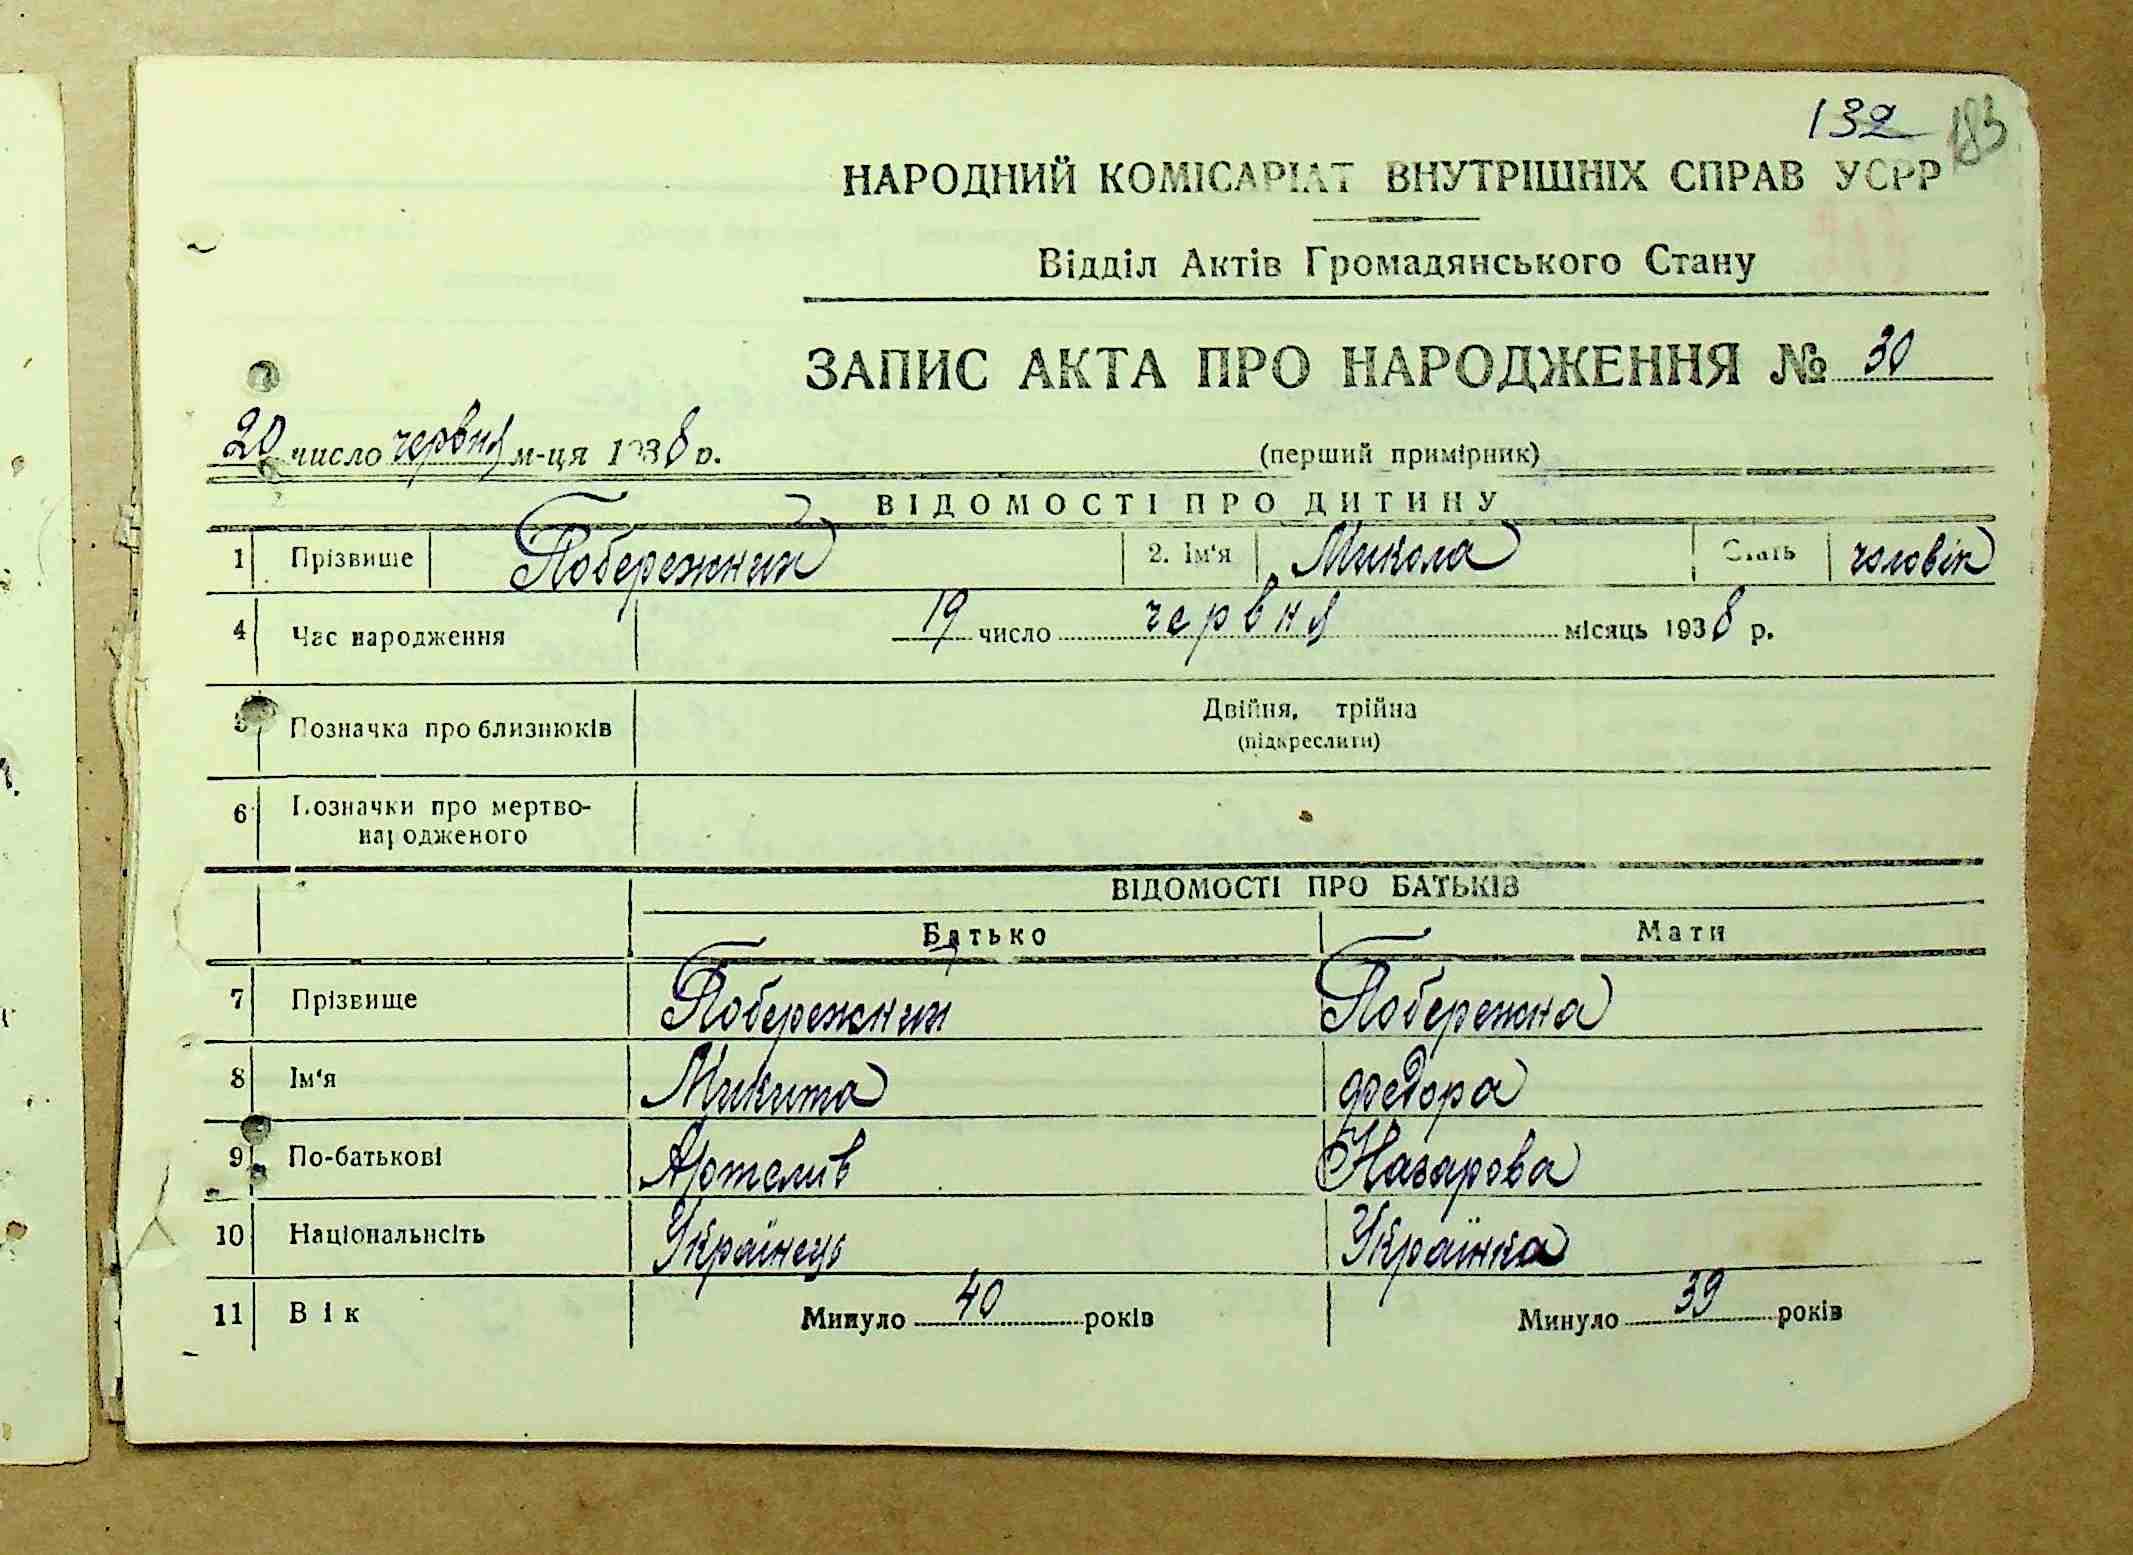 132 183
НАРОДНИЙ КОМІСАРІАТ ВНУТРІШНІХ СПРАВ УСРР
Відділ Актів Громадянського Стану
ЗАПИС АКТА ПРО НАРОДЖЕННЯ № 30
20 число червня м-ця 1938 р.
(перший примірник)
ВІДОМОСТІ ПРО ДИТИНУ
1 Прізвище Побережний 2. Ім'я Микола Стать чоловік
4 Час народження 19 число червня місяць 1938 р.
5 Позначка про близнюків Двійня, трійна
(підкреслити)
6 Позначки про мертво-
народженого
ВІДОМОСТІ ПРО БАТЬКІВ
Батько Мати
7 Прізвище Побережний Побережна
8 Ім'я Микита Федора
9 По-батькові Артемів Назарова
10 Національнсіть Українець Українка
11 Вік Минуло 40 років Минуло 39 років